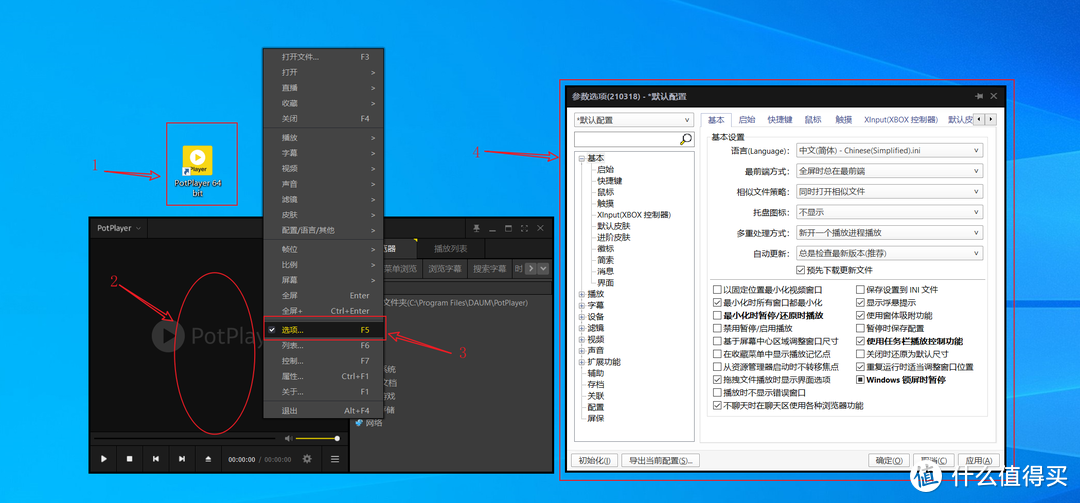 1
PotPlayer 64
bit
2
3
4
打开文件... F3
打开 >
直播 >
收藏 >
关闭 F4
播放 >
字幕 >
视频 >
声音 >
滤镜 >
皮肤 >
配置/语言/其他 >
帧位 >
比例 >
屏幕 >
全屏 Enter
全屏+ Ctrl+Enter
选项... F5
列表... F6
控制... F7
属性... Ctrl+F1
关于... F1
退出 Alt+F4
PotPlayer
播放列表
菜单浏览 浏览字幕 搜索字幕
文件夹(C:\Program Files\DAUM\PotPlayer)
网络
00:00:00 / 00:00:00
参数选项(210318) - *默认配置
*默认配置
基本 启始 快捷键 鼠标 触摸 XInput(XBOX 控制器) 默认皮
基本
启始
快捷键
鼠标
触摸
XInput(XBOX 控制器)
默认皮肤
进阶皮肤
徽标
简索
消息
界面
播放
字幕
设备
滤镜
视频
声音
扩展功能
辅助
存档
关联
配置
屏保
基本设置
语言(Language): 中文(简体) - Chinese(Simplified).ini
最前端方式: 全屏时总在最前端
相似文件策略: 同时打开相似文件
托盘图标: 不显示
多重处理方式: 新开一个播放进程播放
自动更新: 总是检查最新版本(推荐)
预先下载更新文件
以固定位置最小化视频窗口 保存设置到 INI 文件
最小化时所有窗口都最小化 显示浮悬提示
最小化时暂停/还原时播放 使用窗体吸附功能
禁用暂停/启用播放 暂停时保存配置
基于屏幕中心区域调整窗口尺寸 使用任务栏播放控制功能
在收藏菜单中显示播放记忆点 关闭时还原为默认尺寸
从资源管理器启动时不转移焦点 重复运行时适当调整窗口位置
拖拽文件播放时显示界面选项 Windows 锁屏时暂停
播放时不显示错误窗口
不聊天时在聊天区使用各种浏览器功能
初始化(I) 导出当前配置(S)... 确定(O) 应用(A)
值 什么值得买